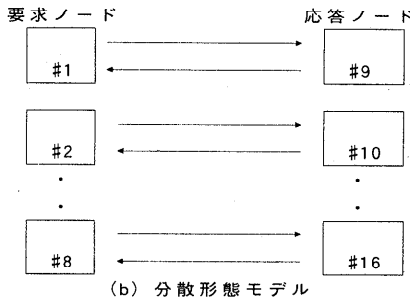 要求ノード 応答ノード
#1 #9
#2 #10
・ ・
・ ・
#8 #16
(b) 分散形態モデル